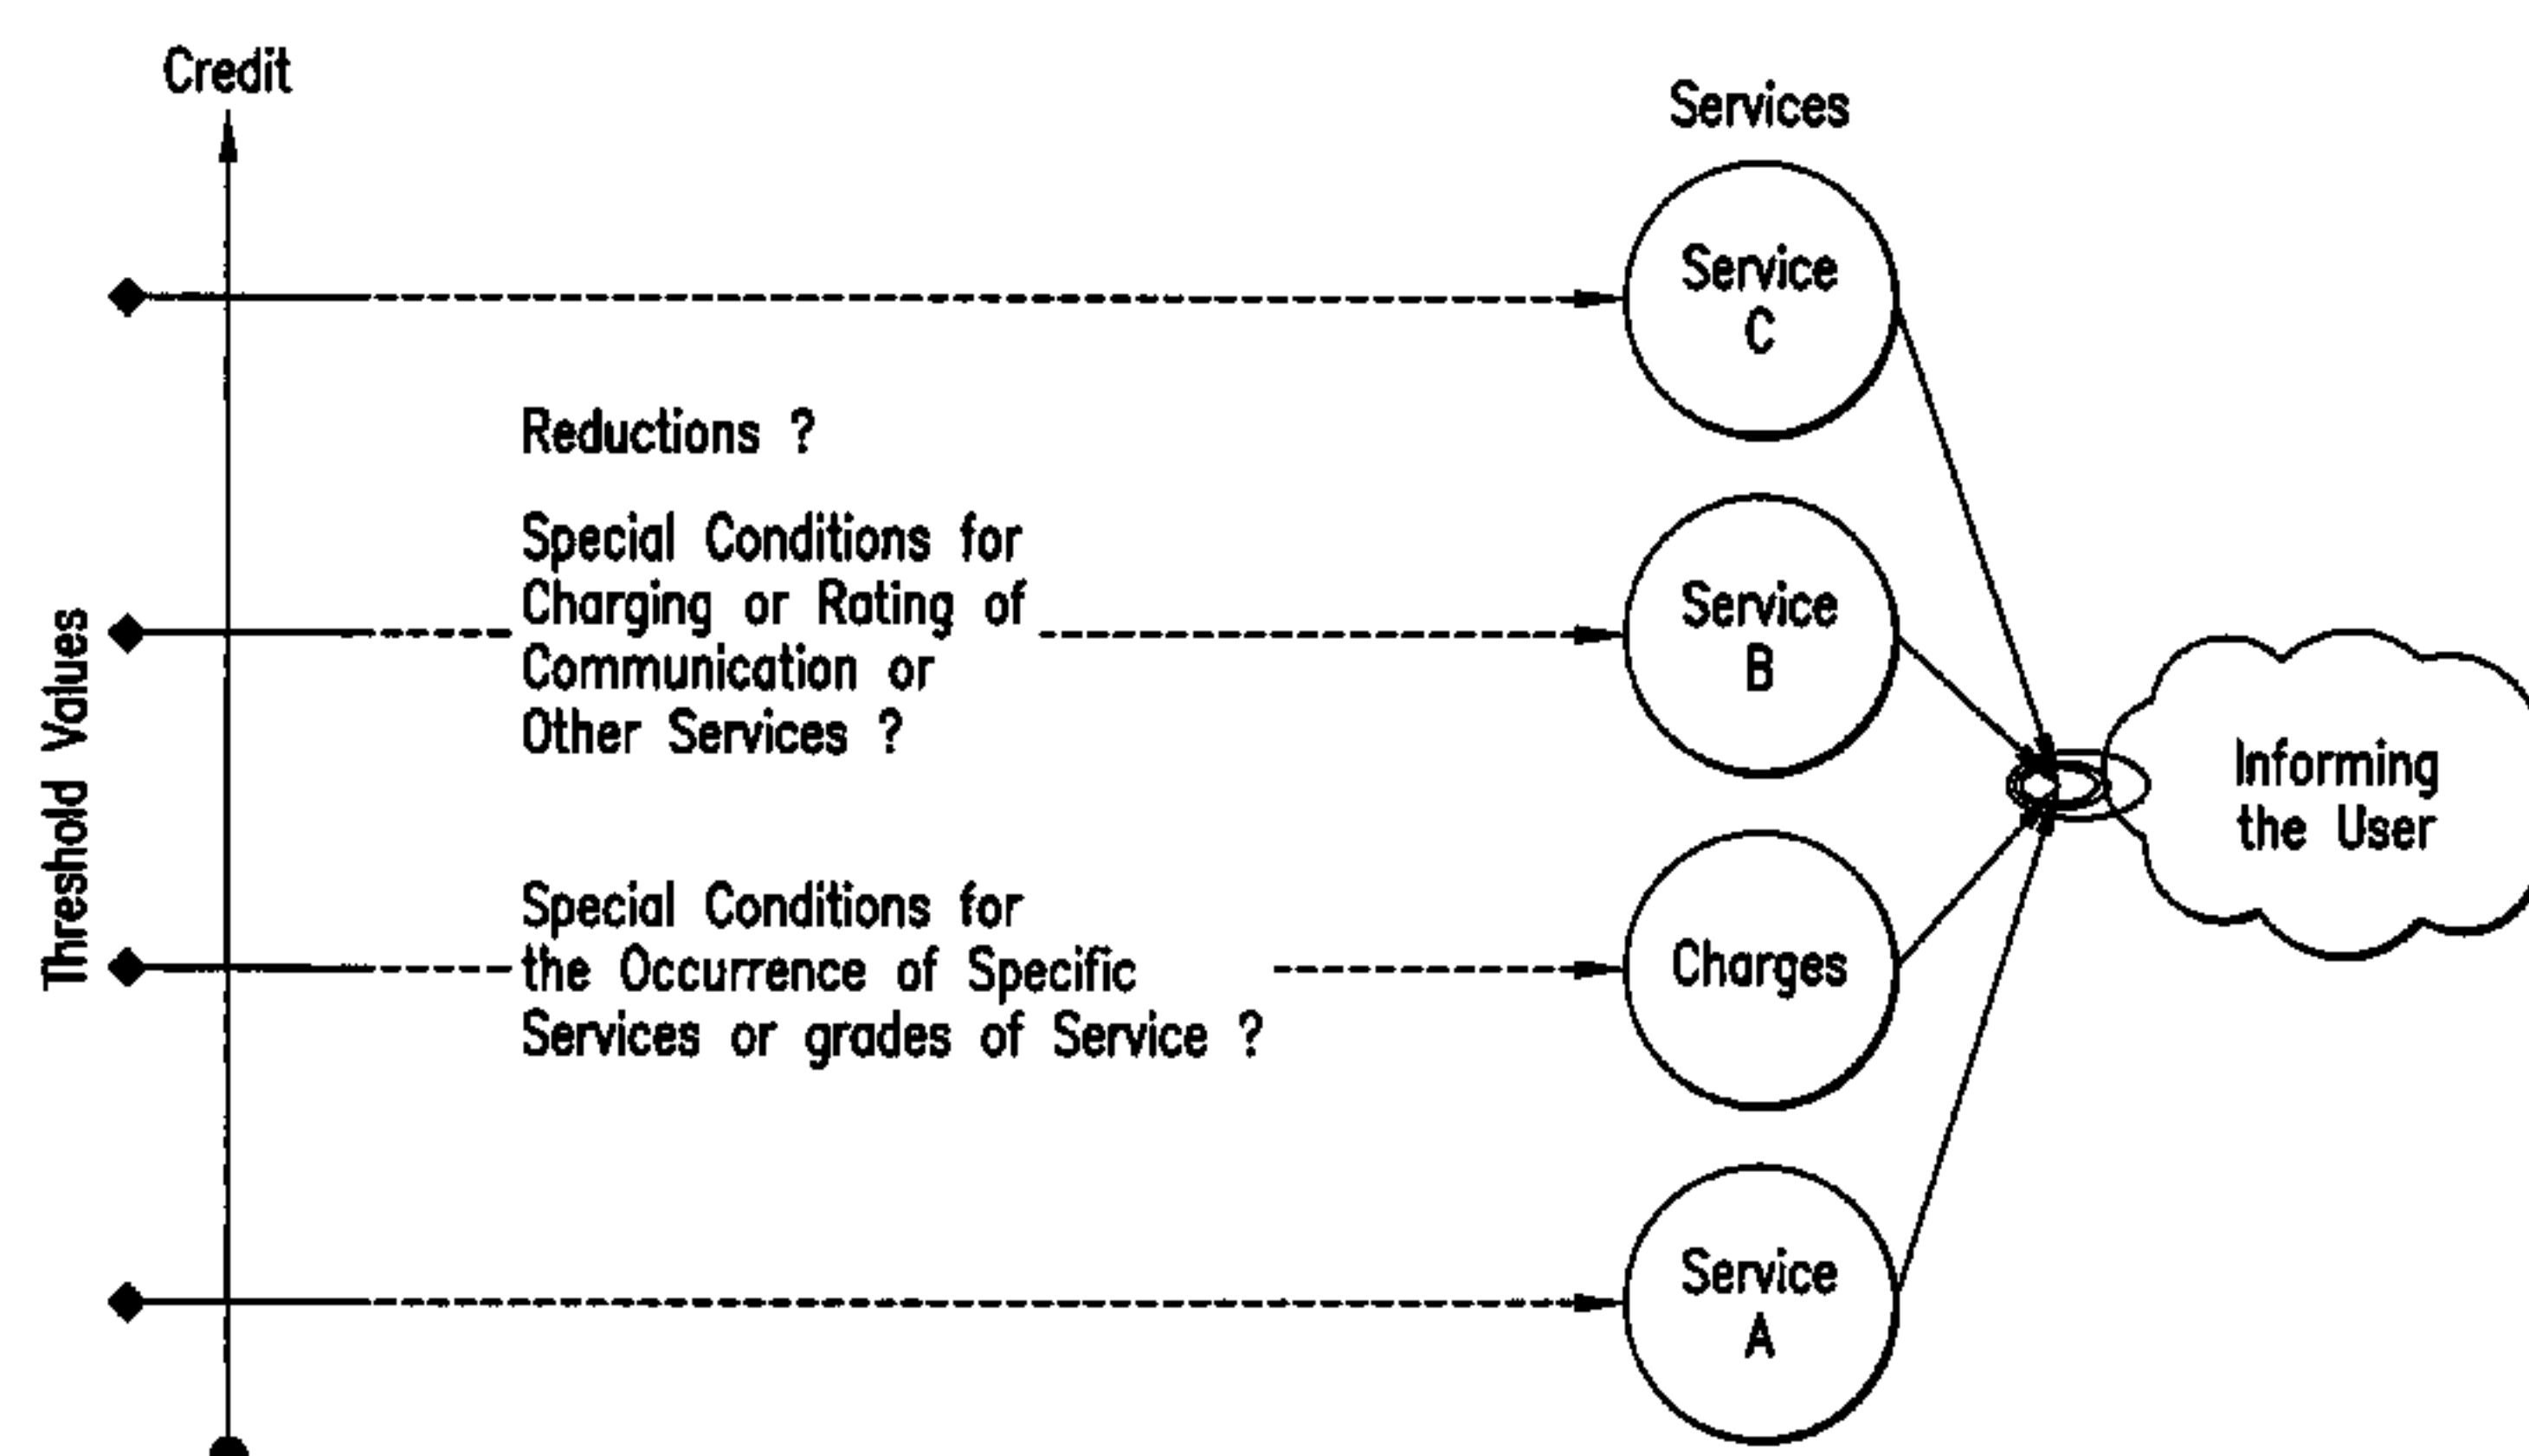 Credit
Services
Service
C
Reductions ?
Special Conditions for
Charging or Rating of
Communication or
Other Services ?
Service
B
Threshold Values
Informing
the User
Special Conditions for
the Occurrence of Specific
Services or grades of Service ?
Charges
Service
A